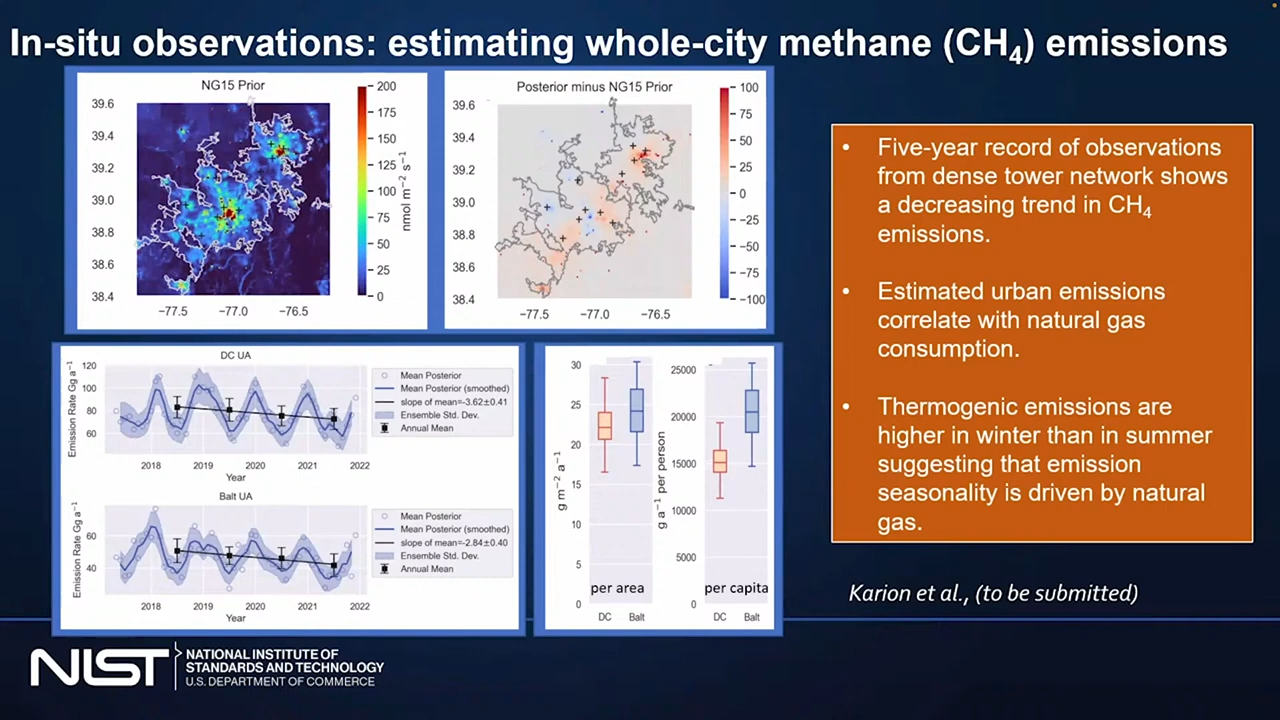 In-situ observations: estimating whole-city methane (CH4) emissions
NG15 Prior
39.6
39.4
39.2
39.0
38.8
38.6
38.4
−77.5 −77.0 −76.5
200
175
150
125
100
75
50
25
0
nmol m−2 s−1
Posterior minus NG15 Prior
39.6
39.4
39.2
39.0
38.8
38.6
38.4
−77.5 −77.0 −76.5
100
75
50
25
0
−25
−50
−75
−100
DC UA
Emission Rate Gg a−1
120
100
80
60
2018 2019 2020 2021 2022
Year
Mean Posterior
Mean Posterior (smoothed)
slope of mean=-3.62±0.41
Ensemble Std. Dev.
Annual Mean
Balt UA
Emission Rate Gg a−1
60
40
2018 2019 2020 2021 2022
Year
Mean Posterior
Mean Posterior (smoothed)
slope of mean=-2.84±0.40
Ensemble Std. Dev.
Annual Mean
g m−2 a−1
30
25
20
15
10
5
0
per area
DC Balt
g a−1 per person
25000
20000
15000
10000
5000
0
per capita
DC Balt
• Five-year record of observations
from dense tower network shows
a decreasing trend in CH4
emissions.
• Estimated urban emissions
correlate with natural gas
consumption.
• Thermogenic emissions are
higher in winter than in summer
suggesting that emission
seasonality is driven by natural
gas.
Karion et al., (to be submitted)
NIST
NATIONAL INSTITUTE OF
STANDARDS AND TECHNOLOGY
U.S. DEPARTMENT OF COMMERCE